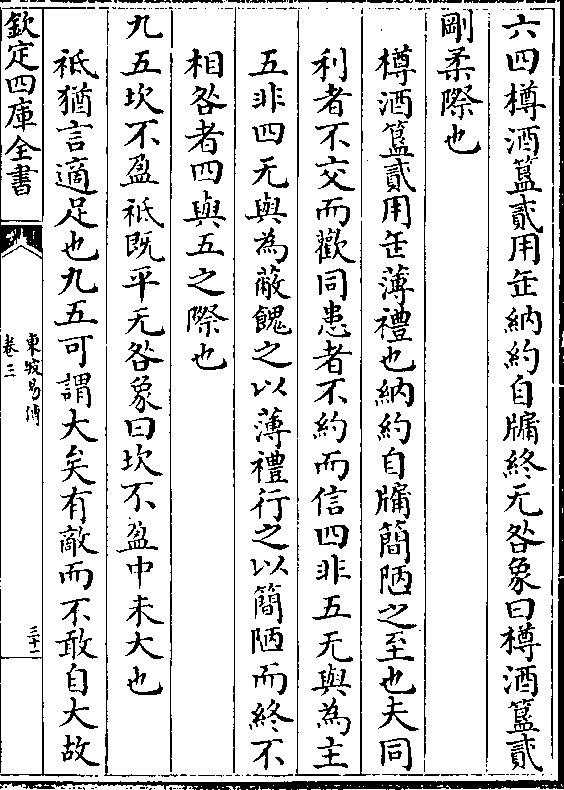 六四樽酒簋貳用缶納約自牖終无咎象曰樽酒簋貳
剛柔際也
樽酒簋貳用缶薄禮也納約自牖簡陋之至也夫同
利者不交而歡同患者不約而信四非五无與為主
五非四无與為蔽餽之以薄禮行之以簡陋而終不
相咎者四與五之際也
九五坎不盈祗既平无咎象曰坎不盈中未大也
祗猶言適足也九五可謂大矣有敵而不敢自大故
欽定四庫全書
東坡易傳
卷三
三十一